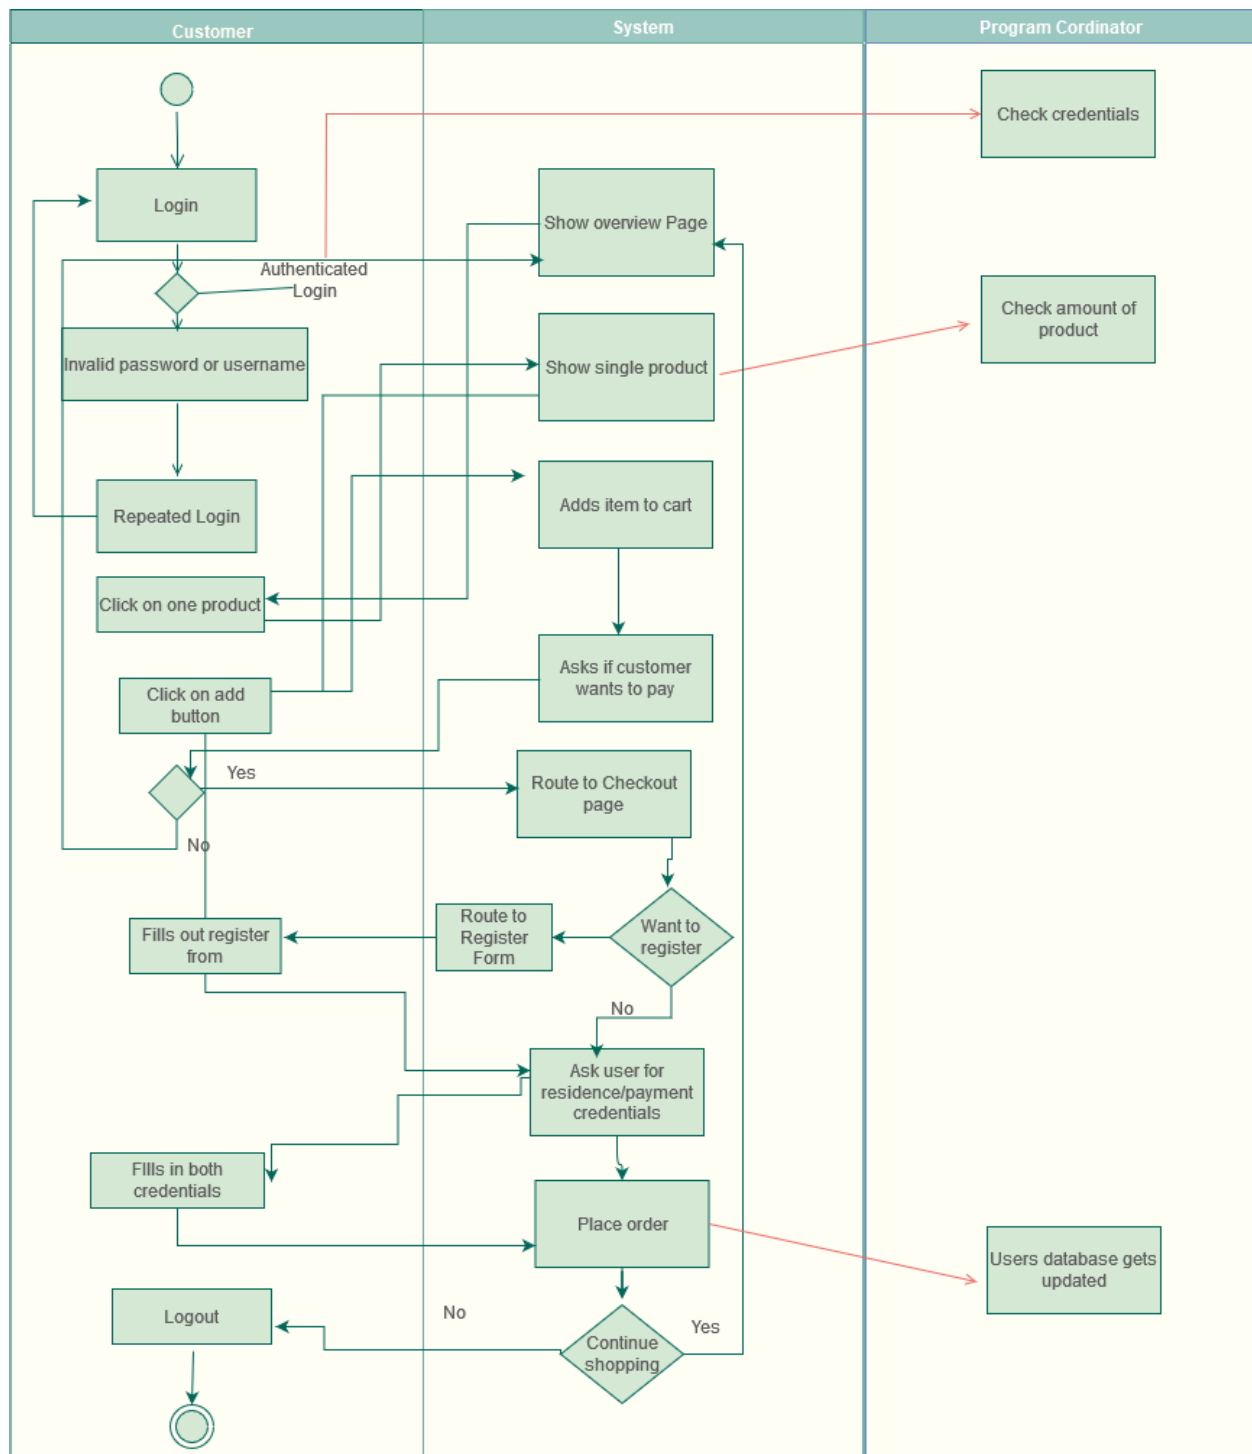 Customer
System
Program Cordinator
Check credentials
Login
Show overview Page
Authenticated
Login
Check amount of
product
Invalid password or username
Show single product
Adds item to cart
Repeated Login
Click on one product
Asks if customer
wants to pay
Click on add
button
Yes
Route to Checkout
page
No
Fills out register
from
Route to
Register
Form
Want to
register
No
Ask user for
residence/payment
credentials
FIlls in both
credentials
Place order
Users database gets
updated
Logout
No
Continue
shopping
Yes